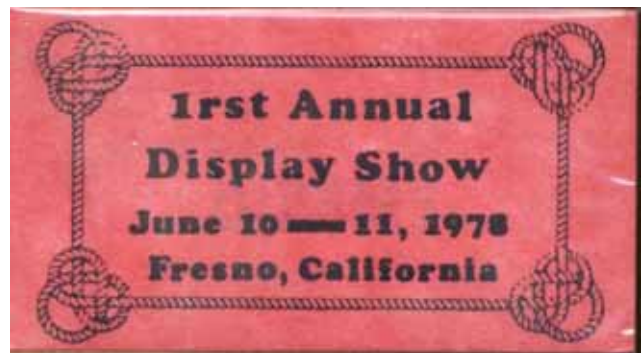 1rst Annual
Display Show
June 10—11, 1978
Fresno, California